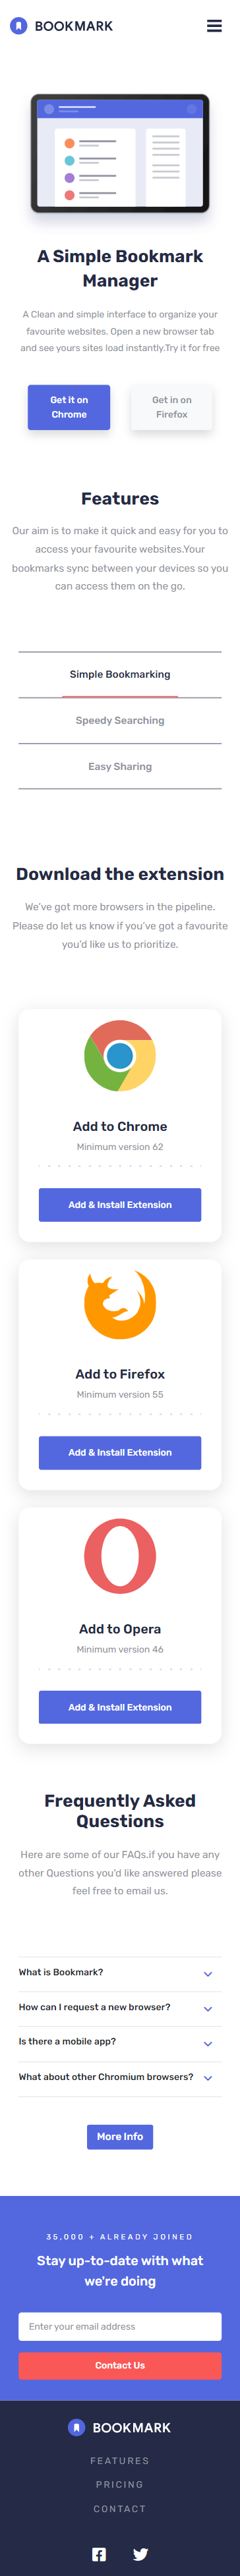 BOOKMARK
A Simple Bookmark
Manager
A Clean and simple interface to organize your
favourite websites. Open a new browser tab
and see yours sites load instantly.Try it for free
Get it on
Chrome
Get in on
Firefox
Features
Our aim is to make it quick and easy for you to
access your favourite websites.Your
bookmarks sync between your devices so you
can access them on the go.
Simple Bookmarking
Speedy Searching
Easy Sharing
Download the extension
We've got more browsers in the pipeline.
Please do let us know if you've got a favourite
you'd like us to prioritize.
Add to Chrome
Minimum version 62
Add & Install Extension
Add to Firefox
Minimum version 55
Add & Install Extension
Add to Opera
Minimum version 46
Add & Install Extension
Frequently Asked
Questions
Here are some of our FAQs.if you have any
other Questions you'd like answered please
feel free to email us.
What is Bookmark?
How can I request a new browser?
Is there a mobile app?
What about other Chromium browsers?
More Info
35,000 + ALREADY JOINED
Stay up-to-date with what
we're doing
Enter your email address
Contact Us
BOOKMARK
FEATURES
PRICING
CONTACT